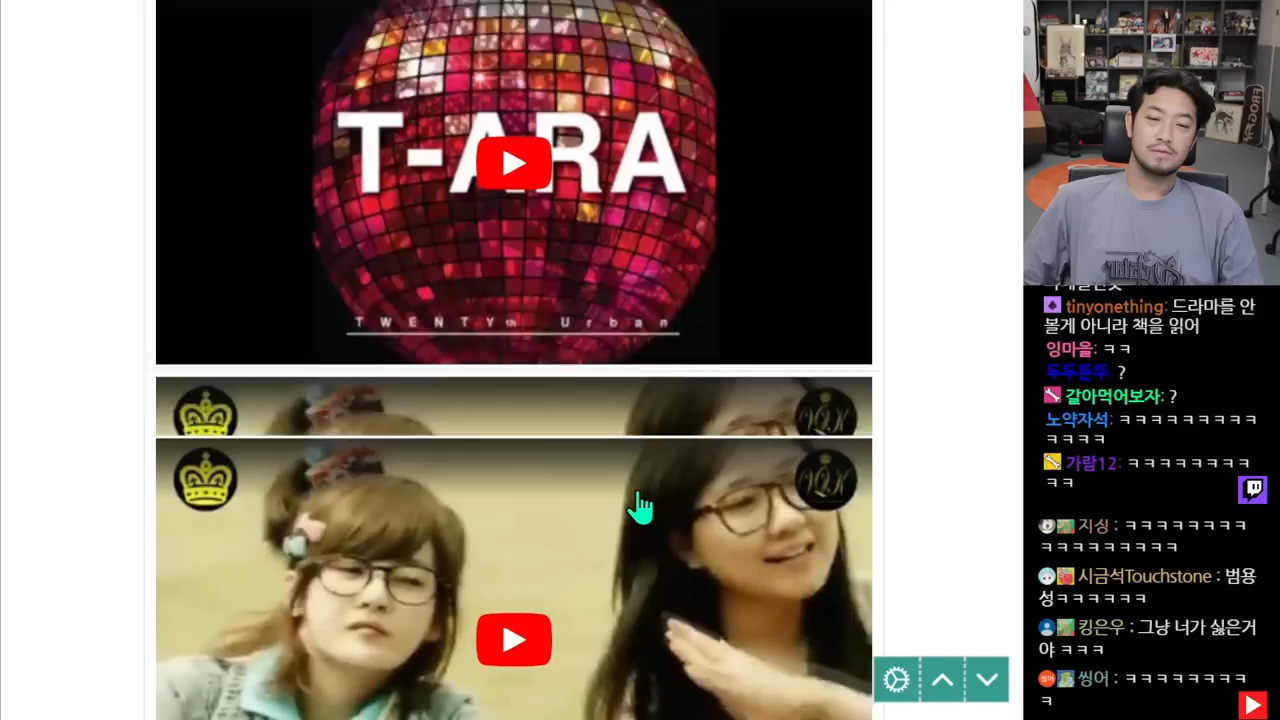 T-ARA
TWENTYth Urban
tinyonething: 드라마를 안
볼게 아니라 책을 읽어
잉마을: ㅋㅋ
두두둔두 ?
갈아먹어보자: ?
노약자석: ㅋㅋㅋㅋㅋㅋㅋㅋㅋ
ㅋㅋㅋㅋ
가람12: ㅋㅋㅋㅋㅋㅋㅋㅋ
ㅋㅋ
지싱 : ㅋㅋㅋㅋㅋㅋㅋㅋ
ㅋㅋㅋㅋㅋㅋㅋㅋㅋ
시금석Touchstone : 범용
성ㅋㅋㅋㅋㅋㅋ
킹은우 : 그냥 너가 싫은거
야 ㅋㅋㅋ
씽어 : ㅋㅋㅋㅋㅋㅋㅋㅋ
ㅋ